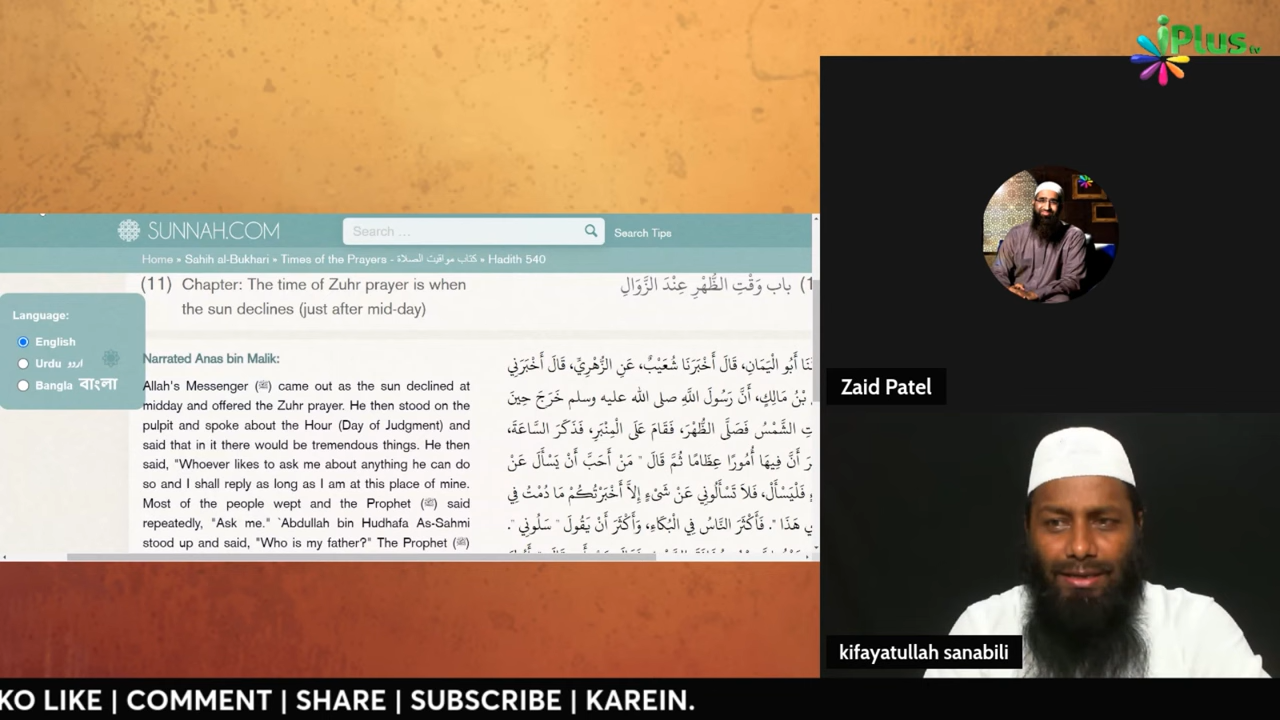 iPlus tv
SUNNAH.COM
Search ...
Search Tips
Home » Sahih al-Bukhari » Times of the Prayers - كتاب مواقيت الصلاة » Hadith 540
(11) Chapter: The time of Zuhr prayer is when
the sun declines (just after mid-day)
باب وَقْتِ الظُّهْرِ عِنْدَ الزَّوَالِ
Language:
English
Urdu اردو
Bangla বাংলা
Narrated Anas bin Malik:
Allah's Messenger (ﷺ) came out as the sun declined at
midday and offered the Zuhr prayer. He then stood on the
pulpit and spoke about the Hour (Day of Judgment) and
said that in it there would be tremendous things. He then
said, "Whoever likes to ask me about anything he can do
so and I shall reply as long as I am at this place of mine.
Most of the people wept and the Prophet (ﷺ) said
repeatedly, "Ask me." `Abdullah bin Hudhafa As-Sahmi
stood up and said, "Who is my father?" The Prophet (ﷺ)
أَبُو الْيَمَانِ، قَالَ أَخْبَرَنَا شُعَيْبٌ، عَنِ الزُّهْرِيِّ، قَالَ أَخْبَرَنِي
بْنُ مَالِكٍ، أَنَّ رَسُولَ اللَّهِ صلى الله عليه وسلم خَرَجَ حِينَ
الشَّمْسُ فَصَلَّى الظُّهْرَ، فَقَامَ عَلَى الْمِنْبَرِ، فَذَكَرَ السَّاعَةَ،
أَنَّ فِيهَا أُمُورًا عِظَامًا ثُمَّ قَالَ " مَنْ أَحَبَّ أَنْ يَسْأَلَ عَنْ
فَلْيَسْأَلْ، فَلاَ تَسْأَلُونِي عَنْ شَىْءٍ إِلاَّ أَخْبَرْتُكُمْ مَا دُمْتُ فِي
هَذَا ". فَأَكْثَرَ النَّاسُ فِي الْبُكَاءِ، وَأَكْثَرَ أَنْ يَقُولَ " سَلُونِي ".
Zaid Patel
kifayatullah sanabili
KO LIKE | COMMENT | SHARE | SUBSCRIBE | KAREIN.